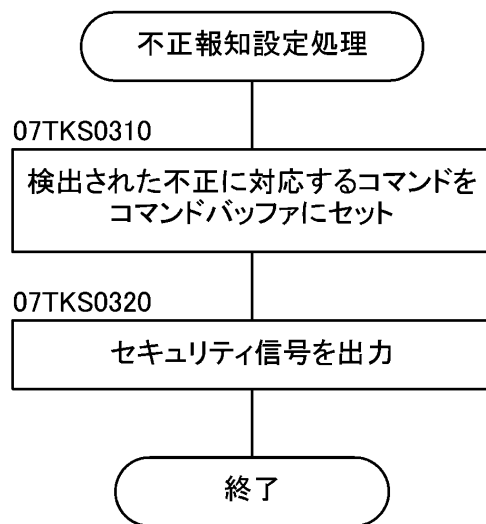 不正報知設定処理
07TKS0310
検出された不正に対応するコマンドを
コマンドバッファにセット
07TKS0320
セキュリティ信号を出力
終了